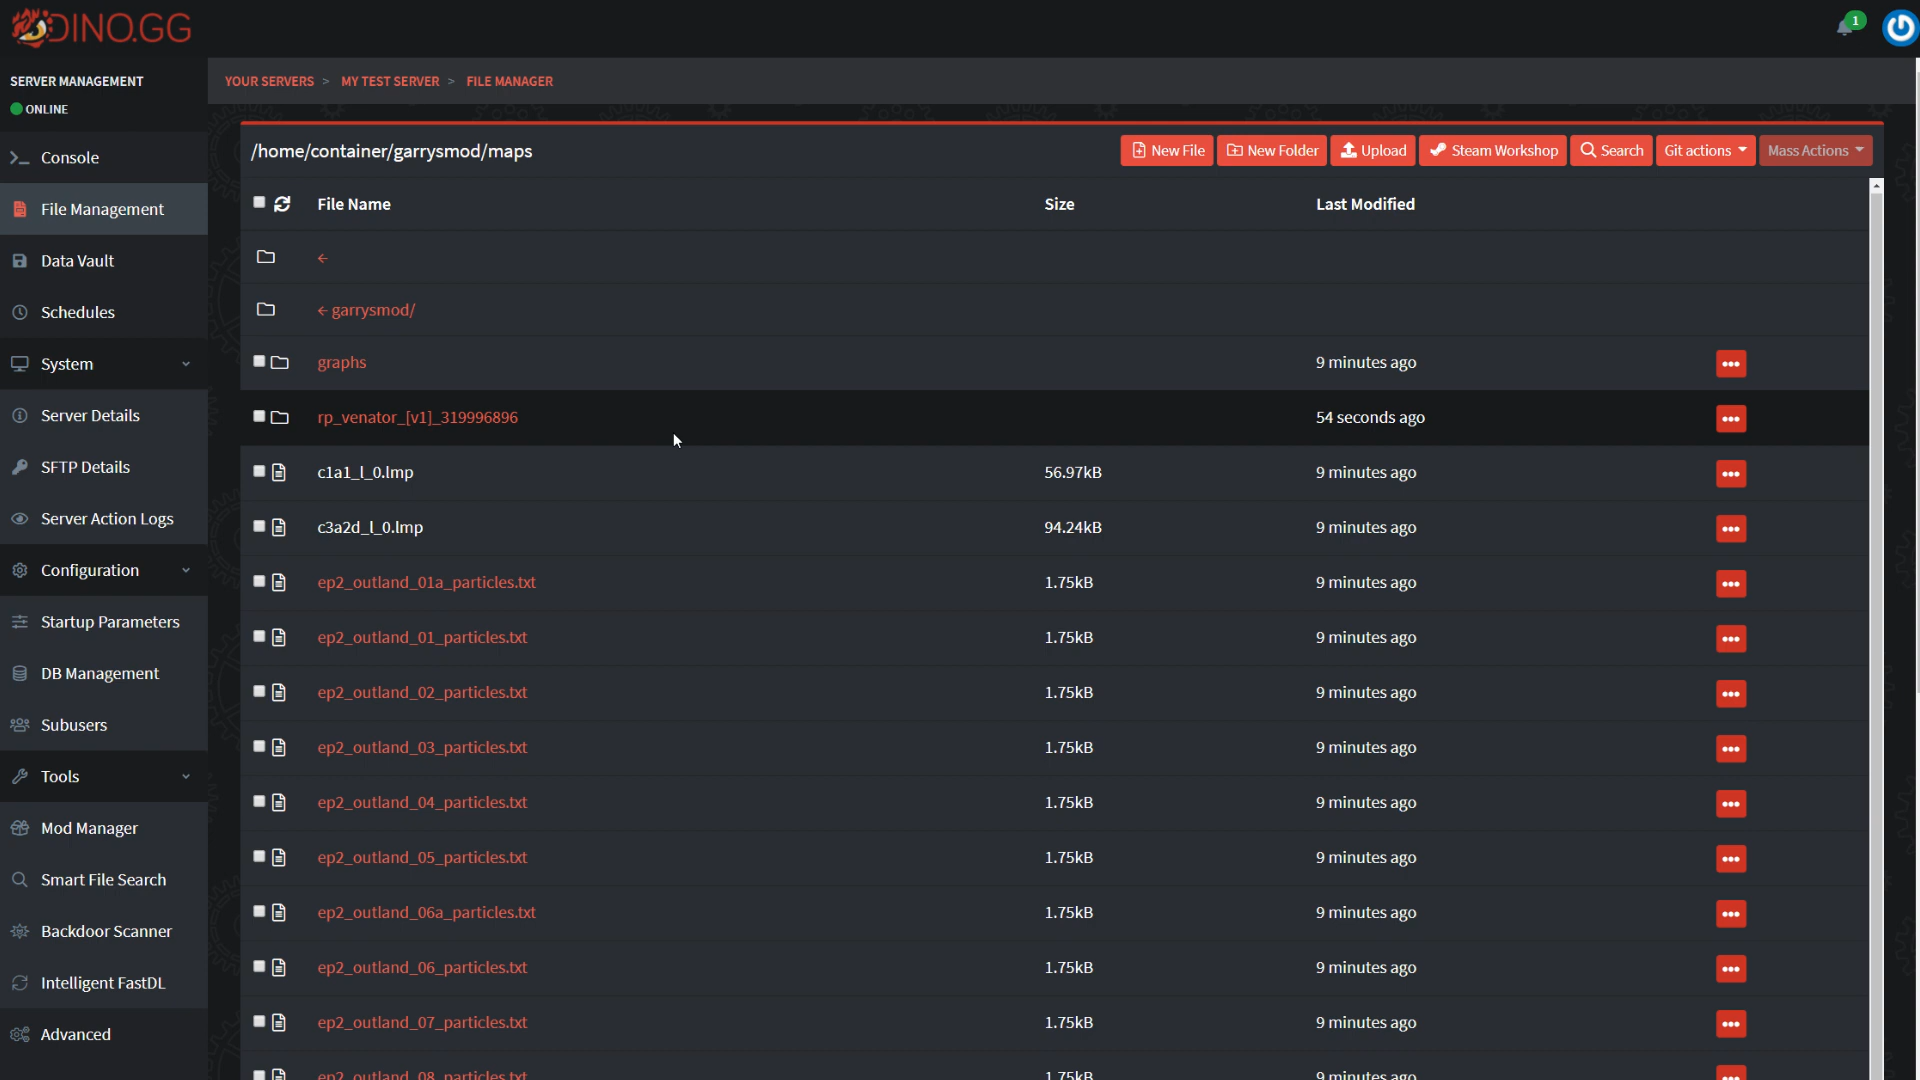 DINO.GG
1
SERVER MANAGEMENT
ONLINE
Console
File Management
Data Vault
Schedules
System
Server Details
SFTP Details
Server Action Logs
Configuration
Startup Parameters
DB Management
Subusers
Tools
Mod Manager
Smart File Search
Backdoor Scanner
Intelligent FastDL
Advanced
YOUR SERVERS > MY TEST SERVER > FILE MANAGER
/home/container/garrysmod/maps
New File New Folder Upload Steam Workshop Search Git actions Mass Actions
File Name Size Last Modified
←
← garrysmod/
graphs 9 minutes ago
rp_venator_[v1]_319996896 54 seconds ago
c1a1_l_0.lmp 56.97kB 9 minutes ago
c3a2d_l_0.lmp 94.24kB 9 minutes ago
ep2_outland_01a_particles.txt 1.75kB 9 minutes ago
ep2_outland_01_particles.txt 1.75kB 9 minutes ago
ep2_outland_02_particles.txt 1.75kB 9 minutes ago
ep2_outland_03_particles.txt 1.75kB 9 minutes ago
ep2_outland_04_particles.txt 1.75kB 9 minutes ago
ep2_outland_05_particles.txt 1.75kB 9 minutes ago
ep2_outland_06a_particles.txt 1.75kB 9 minutes ago
ep2_outland_06_particles.txt 1.75kB 9 minutes ago
ep2_outland_07_particles.txt 1.75kB 9 minutes ago
ep2_outland_08_particles.txt 1.75kB 9 minutes ago